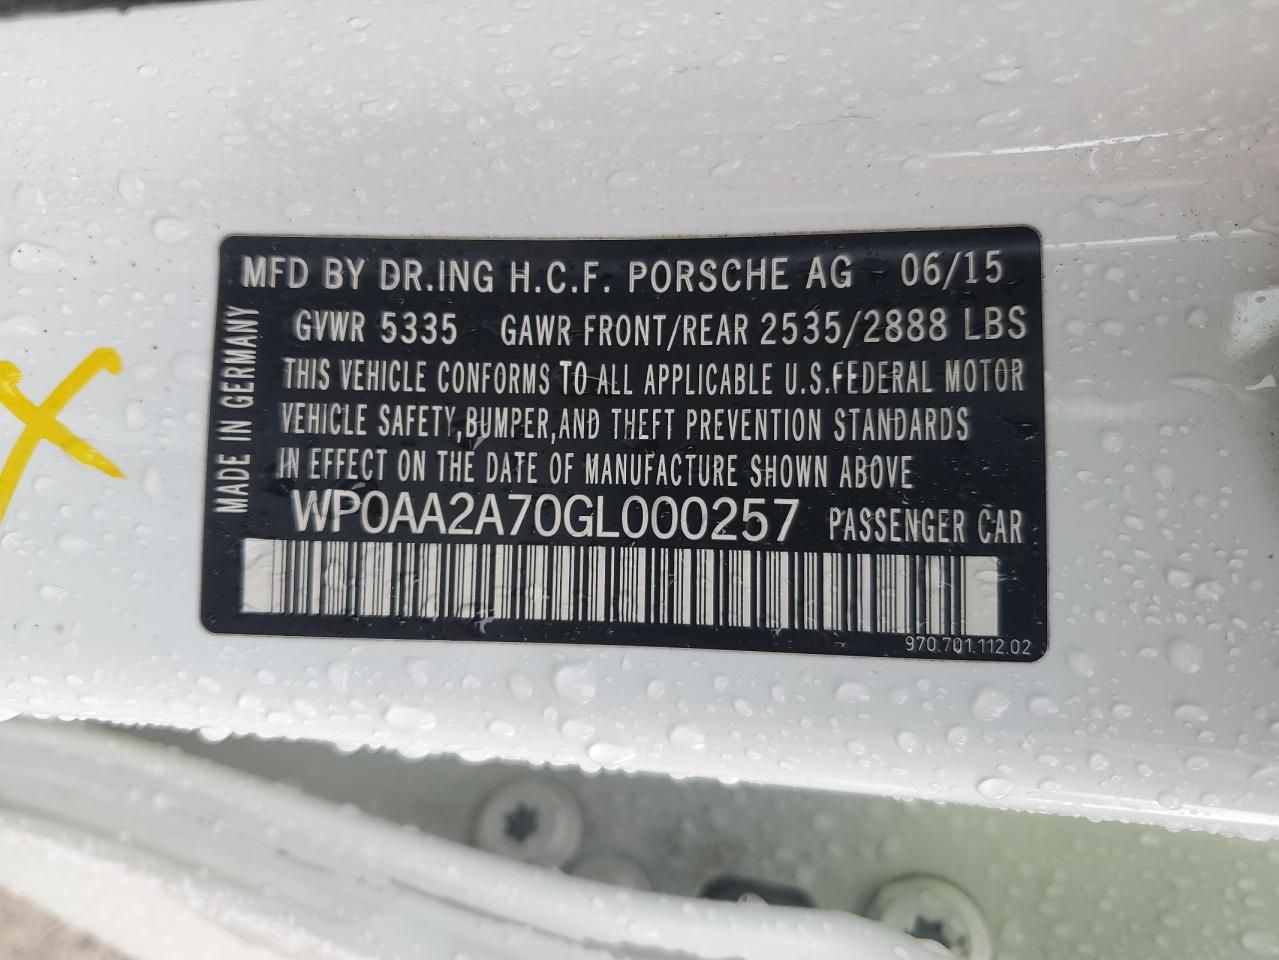 MFD BY DR.ING H.C.F. PORSCHE AG 06/15
GVWR 5335 GAWR FRONT/REAR 2535/2888 LBS
THIS VEHICLE CONFORMS TO ALL APPLICABLE U.S.FEDERAL MOTOR
VEHICLE SAFETY,BUMPER,AND THEFT PREVENTION STANDARDS
IN EFFECT ON THE DATE OF MANUFACTURE SHOWN ABOVE
WP0AA2A70GL000257 PASSENGER CAR
970.701.112.02
MADE IN GERMANY
X